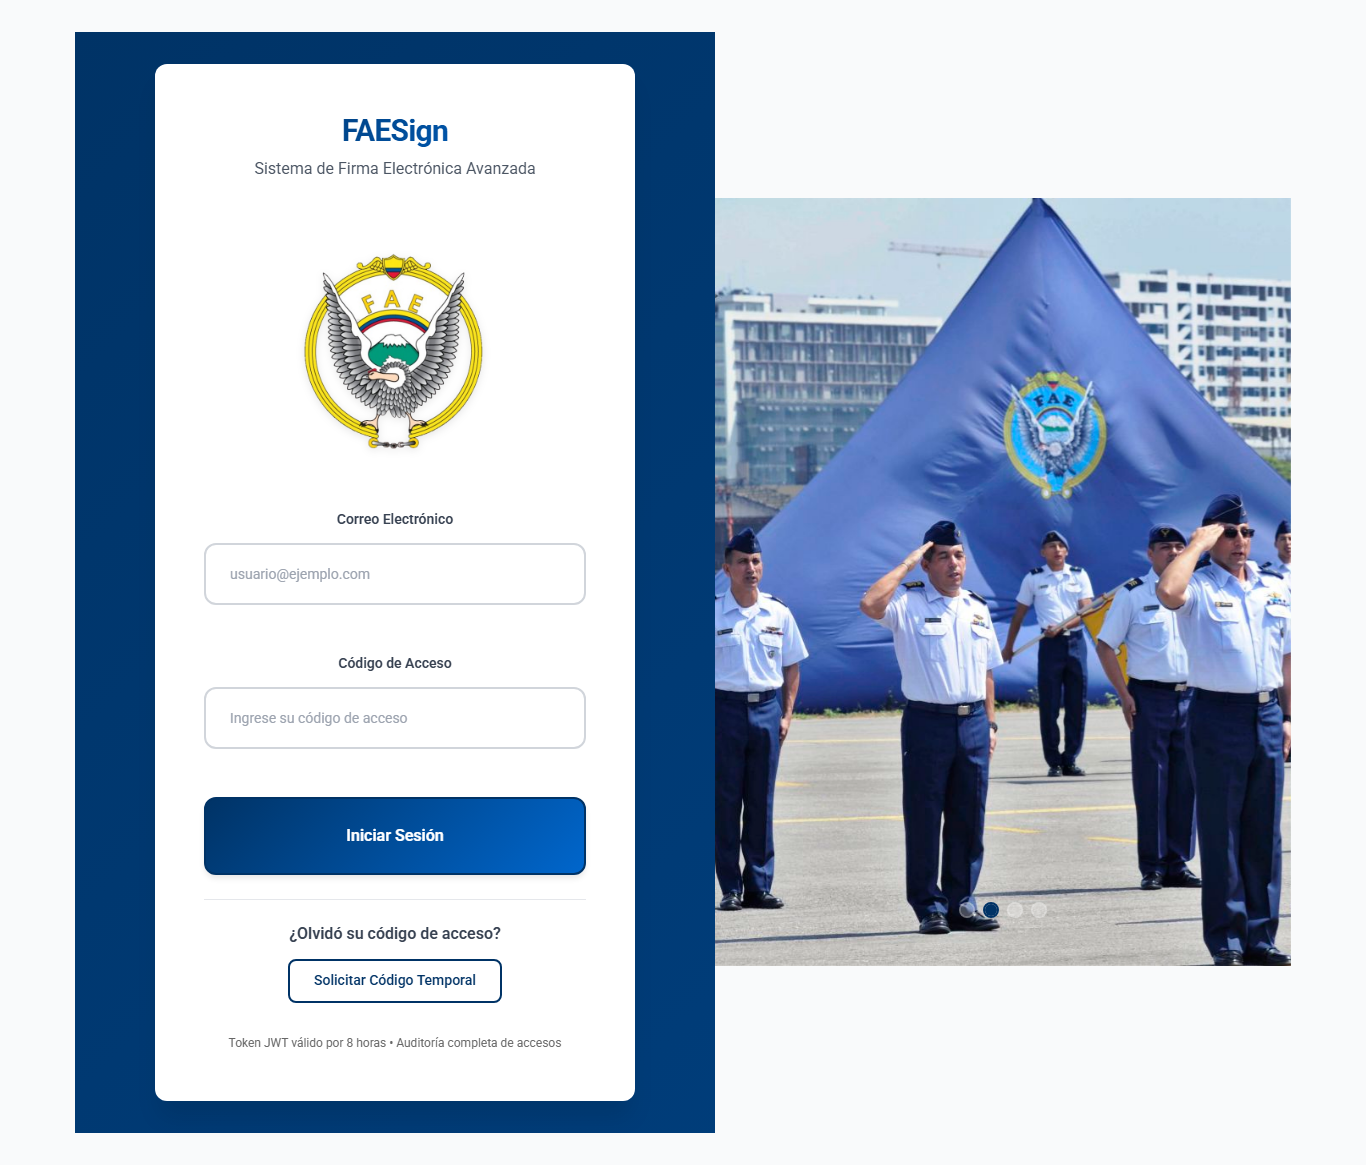 FAESign
Sistema de Firma Electrónica Avanzada
FAE
Correo Electrónico
usuario@ejemplo.com
Código de Acceso
Ingrese su código de acceso
Iniciar Sesión
¿Olvidó su código de acceso?
Solicitar Código Temporal
Token JWT válido por 8 horas • Auditoría completa de accesos
FAE